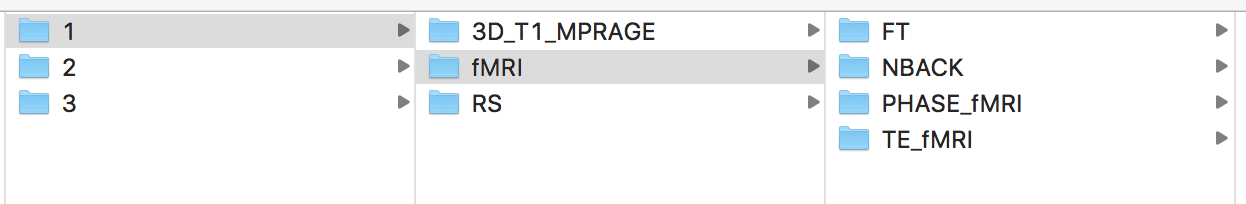 1
2
3
3D_T1_MPRAGE
fMRI
RS
FT
NBACK
PHASE_fMRI
TE_fMRI